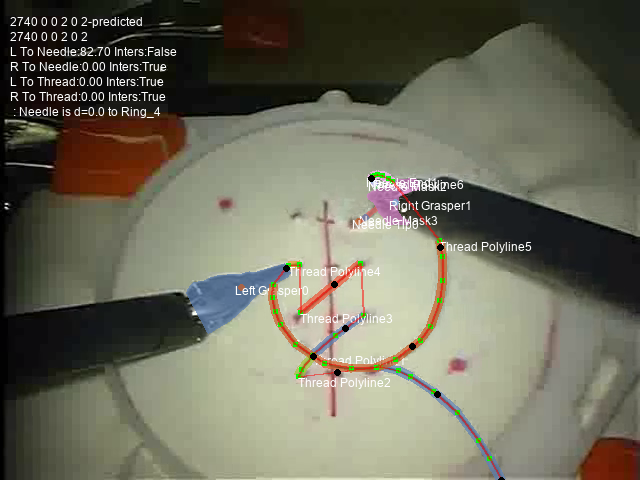 2740 0 0 2 0 2-predicted
2740 0 0 2 0 2
L To Needle:82.70 Inters:False
R To Needle:0.00 Inters:True
L To Thread:0.00 Inters:True
R To Thread:0.00 Inters:True
: Needle is d=0.0 to Ring_4
Needle Mask2
Right Grasper1
Needle Mask3
Thread Polyline5
Thread Polyline4
Left Grasper0
Thread Polyline3
Thread Polyline2